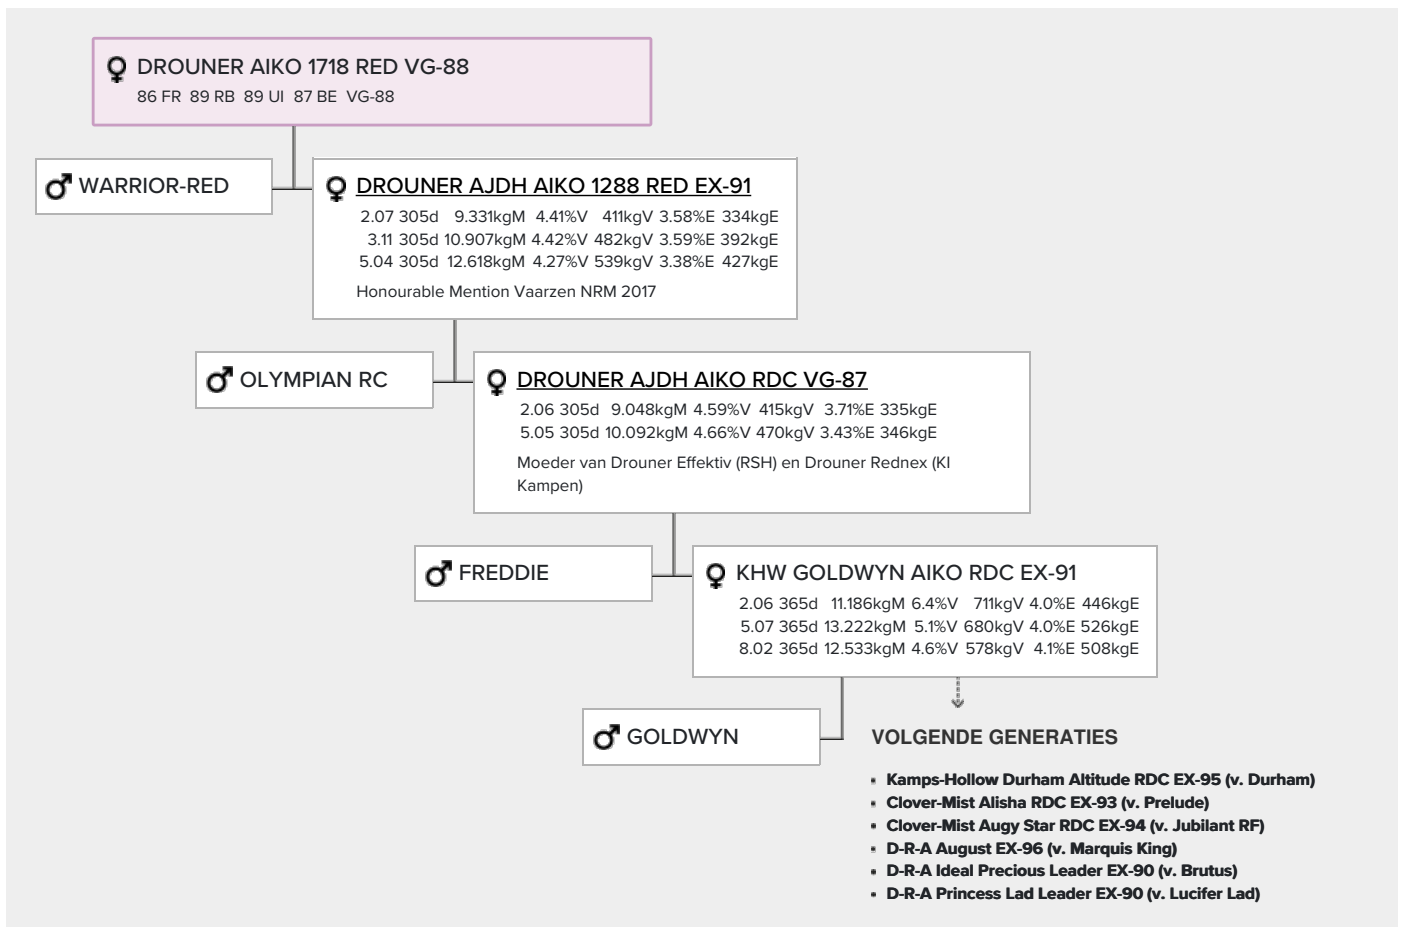 DROUNER AIKO 1718 RED VG-88
86 FR 89 RB 89 UI 87 BE VG-88
WARRIOR-RED
DROUNER AJDH AIKO 1288 RED EX-91
2.07 305d 9.331kgM 4.41%V 411kgV 3.58%E 334kgE
3.11 305d 10.907kgM 4.42%V 482kgV 3.59%E 392kgE
5.04 305d 12.618kgM 4.27%V 539kgV 3.38%E 427kgE
Honourable Mention Vaarzen NRM 2017
OLYMPIAN RC
DROUNER AJDH AIKO RDC VG-87
2.06 305d 9.048kgM 4.59%V 415kgV 3.71%E 335kgE
5.05 305d 10.092kgM 4.66%V 470kgV 3.43%E 346kgE
Moeder van Drouner Effektiv (RSH) en Drouner Rednex (KI
Kampen)
FREDDIE
KHW GOLDWYN AIKO RDC EX-91
2.06 365d 11.186kgM 6.4%V 711kgV 4.0%E 446kgE
5.07 365d 13.222kgM 5.1%V 680kgV 4.0%E 526kgE
8.02 365d 12.533kgM 4.6%V 578kgV 4.1%E 508kgE
GOLDWYN
VOLGENDE GENERATIES
▪ Kamps-Hollow Durham Altitude RDC EX-95 (v. Durham)
▪ Clover-Mist Alisha RDC EX-93 (v. Prelude)
▪ Clover-Mist Augy Star RDC EX-94 (v. Jubilant RF)
▪ D-R-A August EX-96 (v. Marquis King)
▪ D-R-A Ideal Precious Leader EX-90 (v. Brutus)
▪ D-R-A Princess Lad Leader EX-90 (v. Lucifer Lad)